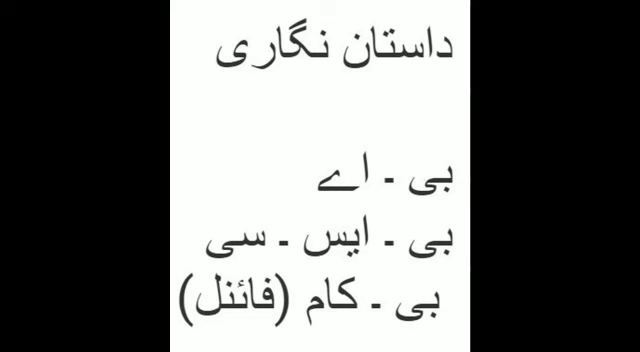 داستان نگاری
بی ۔ اے
بی ۔ ایس ۔ سی
بی ۔ کام (فائنل)